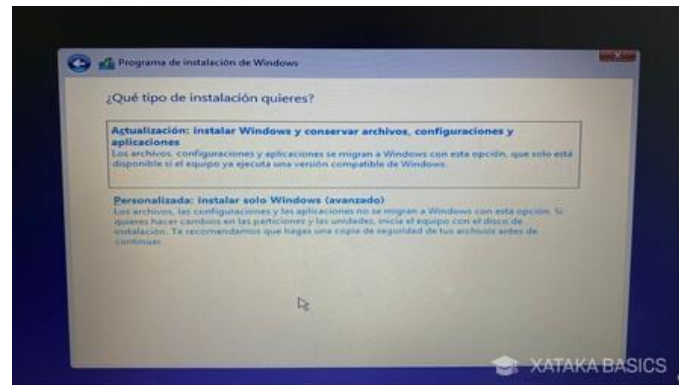 Programa de instalación de Windows
¿Qué tipo de instalación quieres?
Actualización: instalar Windows y conservar archivos, configuraciones y
aplicaciones
Los archivos, configuraciones y aplicaciones se migran a Windows con esta opción, que solo está
disponible si el equipo ya ejecuta una versión compatible de Windows.
Personalizada: instalar solo Windows (avanzado)
Los archivos, las configuraciones y las aplicaciones no se migran a Windows con esta opción. Si
quieres hacer cambios en las particiones y las unidades, inicia el equipo con el disco de
instalación. Te recomendamos que hagas una copia de seguridad de tus archivos antes de
continuar.
XATAKA BASICS